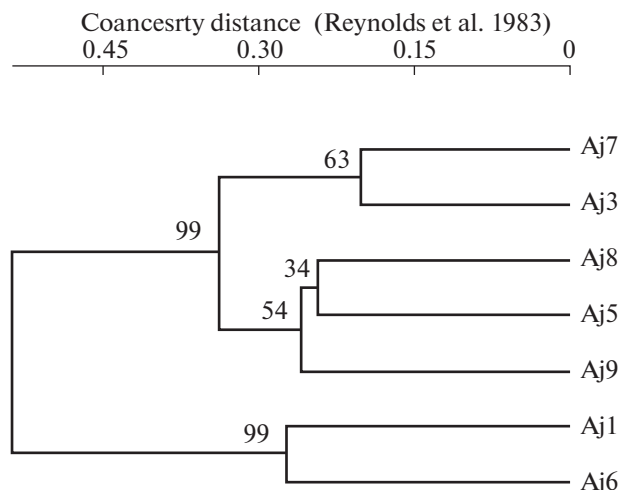 Coancesrty distance (Reynolds et al. 1983)
0.45 0.30 0.15 0
Aj7
63
Aj3
99
Aj8
34
Aj5
54
Aj9
Aj1
99
Aj6